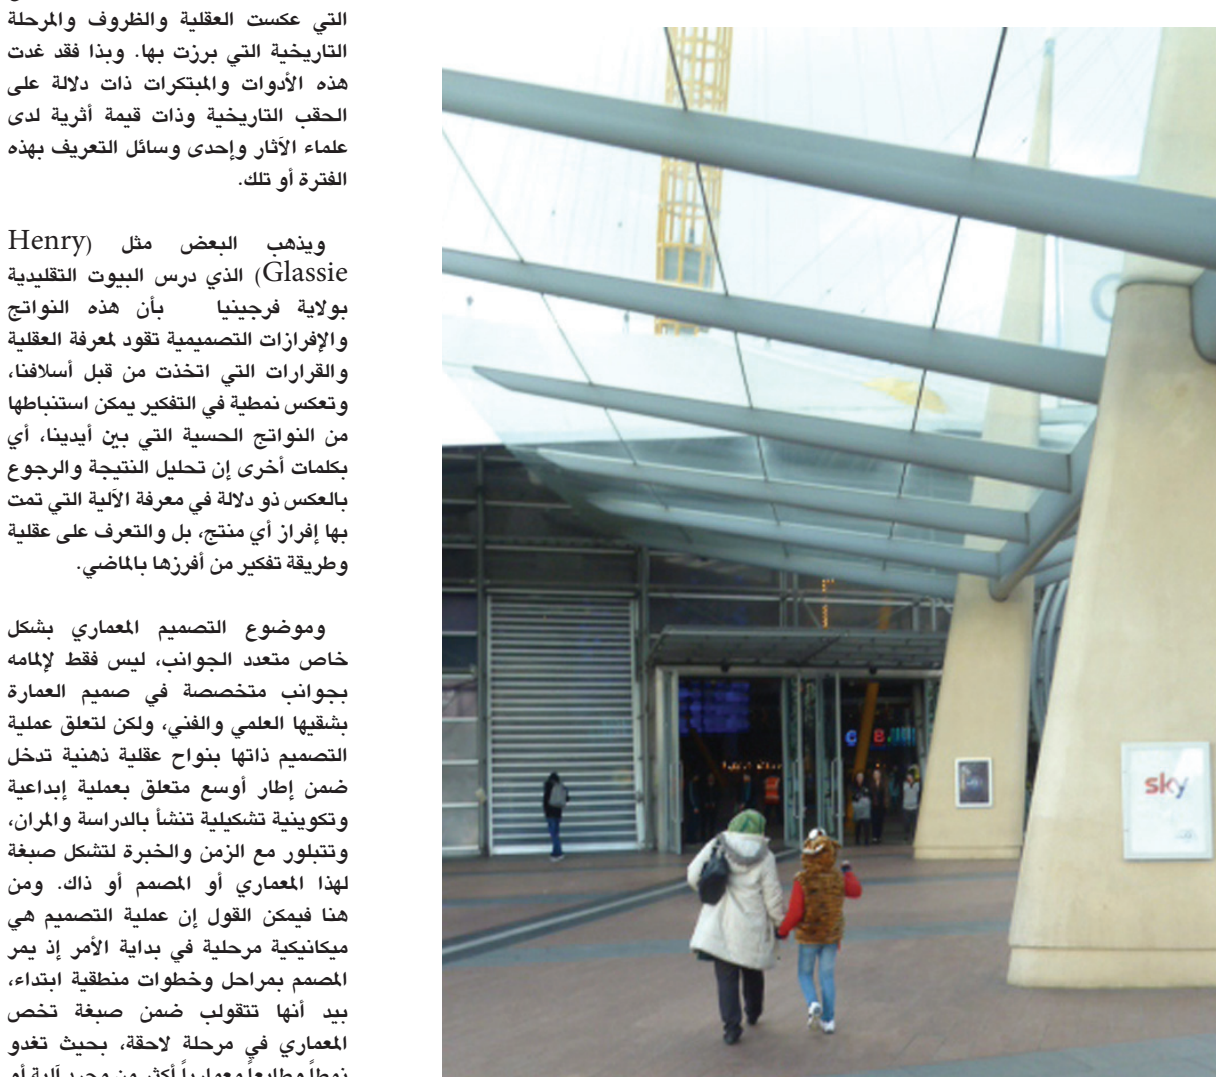 التي عكست العقلية والظروف والمرحلة
التاريخية التي برزت بها. وبذا فقد غدت
هذه الأدوات والمبتكرات ذات دلالة على
الحقب التاريخية وذات قيمة أثرية لدى
علماء الآثار وإحدى وسائل التعريف بهذه
الفترة أو تلك.
ويذهب البعض مثل (Henry
Glassie) الذي درس البيوت التقليدية
بولاية فرجينيا بأن هذه النواتج
والإفرازات التصميمية تقود لمعرفة العقلية
والقرارات التي اتخذت من قبل أسلافنا،
وتعكس نمطية في التفكير يمكن استنباطها
من النواتج الحسية التي بين أيدينا، أي
بكلمات أخرى إن تحليل النتيجة والرجوع
بالعكس ذو دلالة في معرفة الآلية التي تمت
بها إفراز أي منتج، بل والتعرف على عقلية
وطريقة تفكير من أفرزها بالماضي.
وموضوع التصميم المعماري بشكل
خاص متعدد الجوانب، ليس فقط لإلمامه
بجوانب متخصصة في صميم العمارة
بشقيها العلمي والفني، ولكن لتعلق عملية
التصميم ذاتها بنواح عقلية ذهنية تدخل
ضمن إطار أوسع متعلق بعملية إبداعية
وتكوينية تشكيلية تنشأ بالدراسة والمران،
وتتبلور مع الزمن والخبرة لتشكل صبغة
لهذا المعماري أو المصمم أو ذاك. ومن
هنا فيمكن القول إن عملية التصميم هي
ميكانيكية مرحلية في بداية الأمر إذ يمر
المصمم بمراحل وخطوات منطقية ابتداء،
بيد أنها تتقولب ضمن صبغة تخص
المعماري في مرحلة لاحقة، بحيث تغدو
نمطاً وطابعاً معمارياً أكثر من مجرد آلية أو
sky